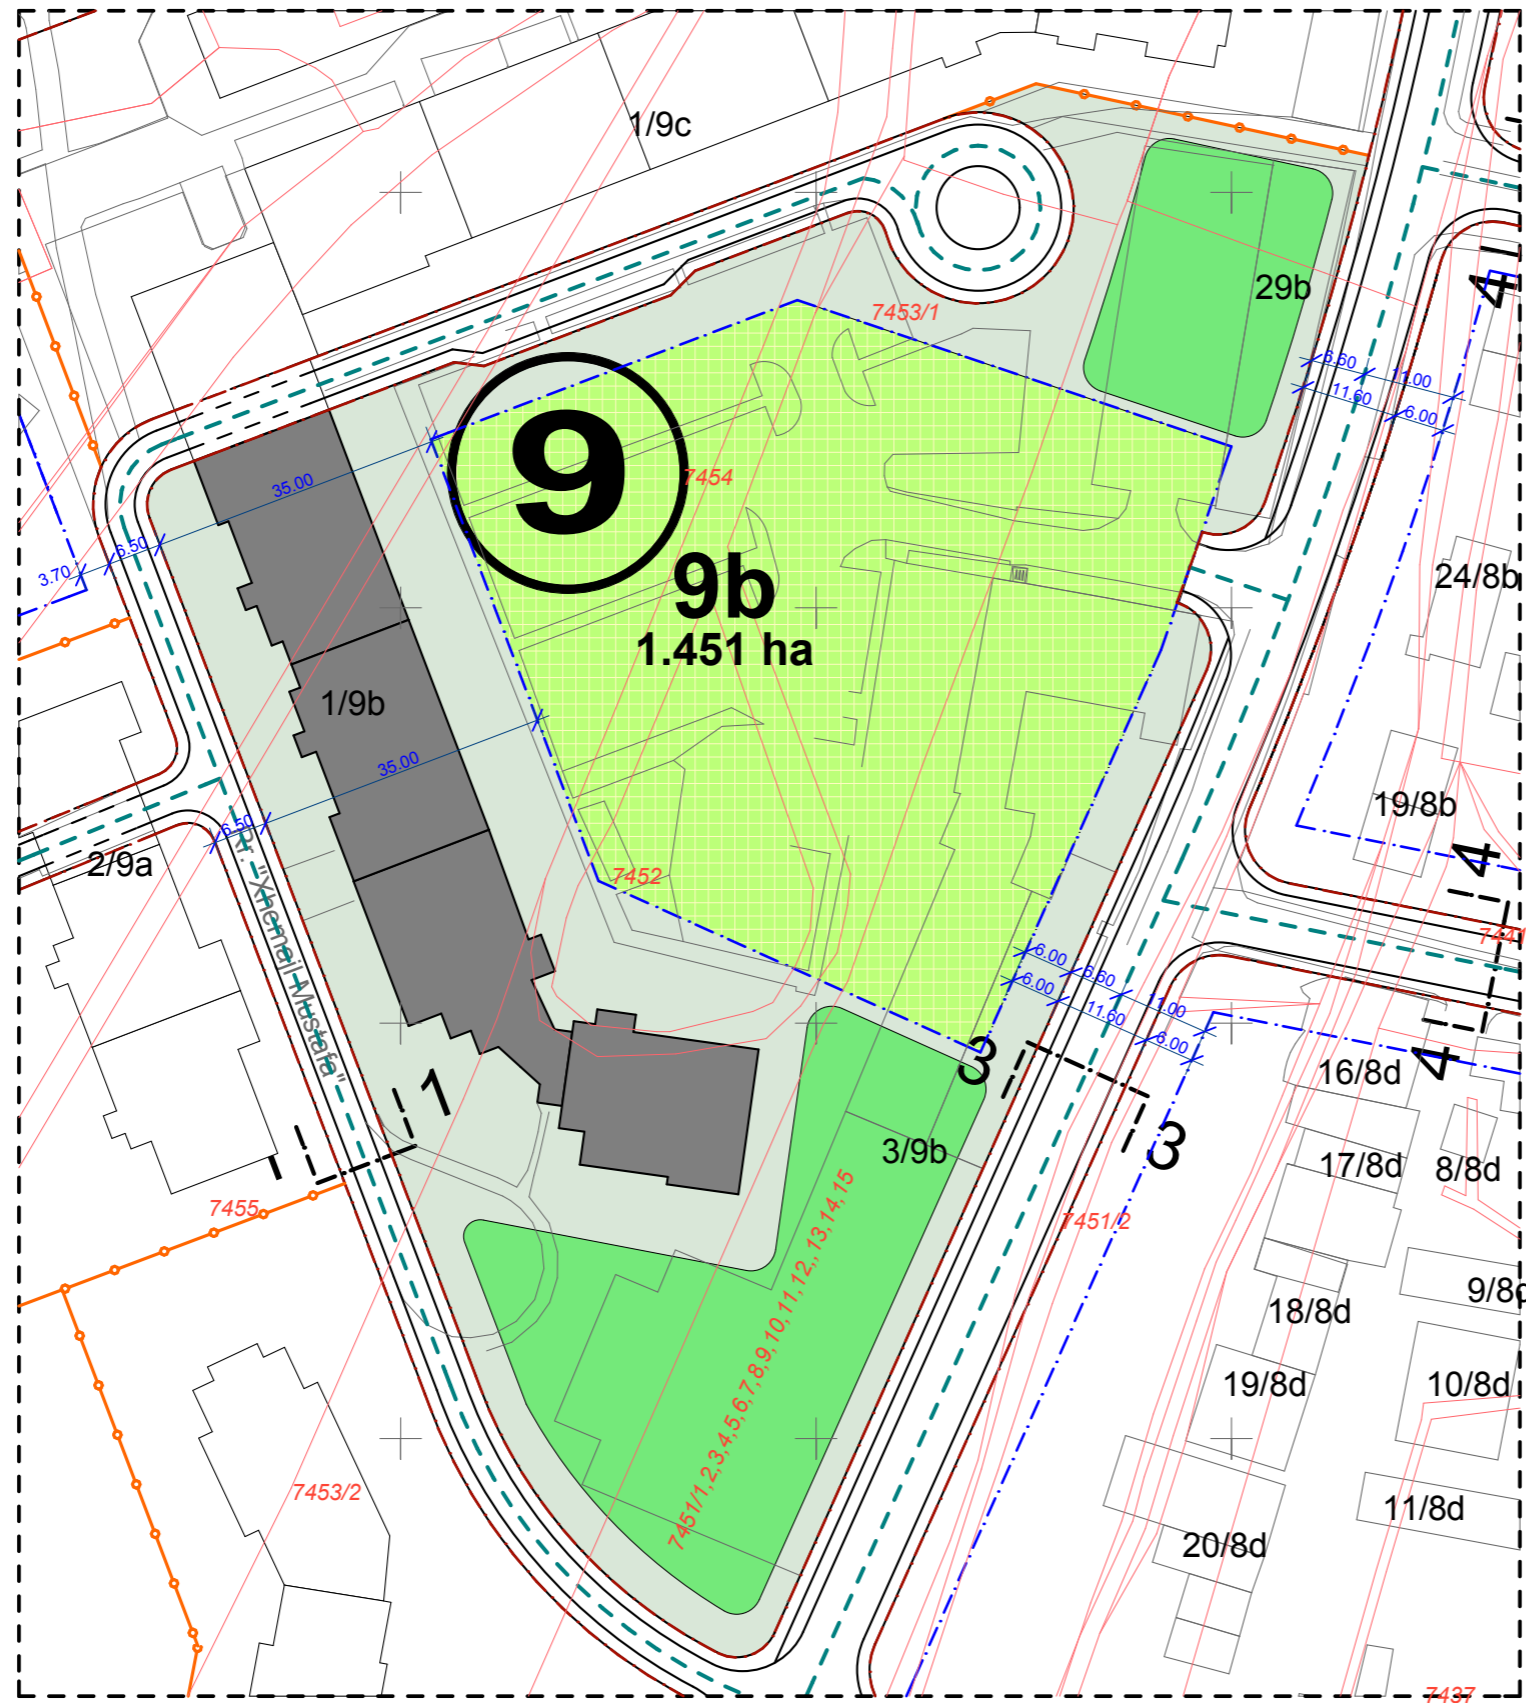 1/9c
29b
7453/1
4
6.60
11.00
11.60
6.00
9
7454
35.00
6.50
3.70
9b
1.451 ha
24/8b
1/9b
35.00
19/8b
6.50
2/9a
4
7452
Rr. "Xhemail Mustafa"
7441
6.00
6.60
11.00
6.00
11.60
6.00
3
4
16/8d
1
1
3
3/9b
17/8d
8/8d
7455
7451/2
7451/1,2,3,4,5,6,7,8,9,10,11,12,,13,14,15
18/8d
9/8d
19/8d
10/8d
7453/2
11/8d
20/8d
7437